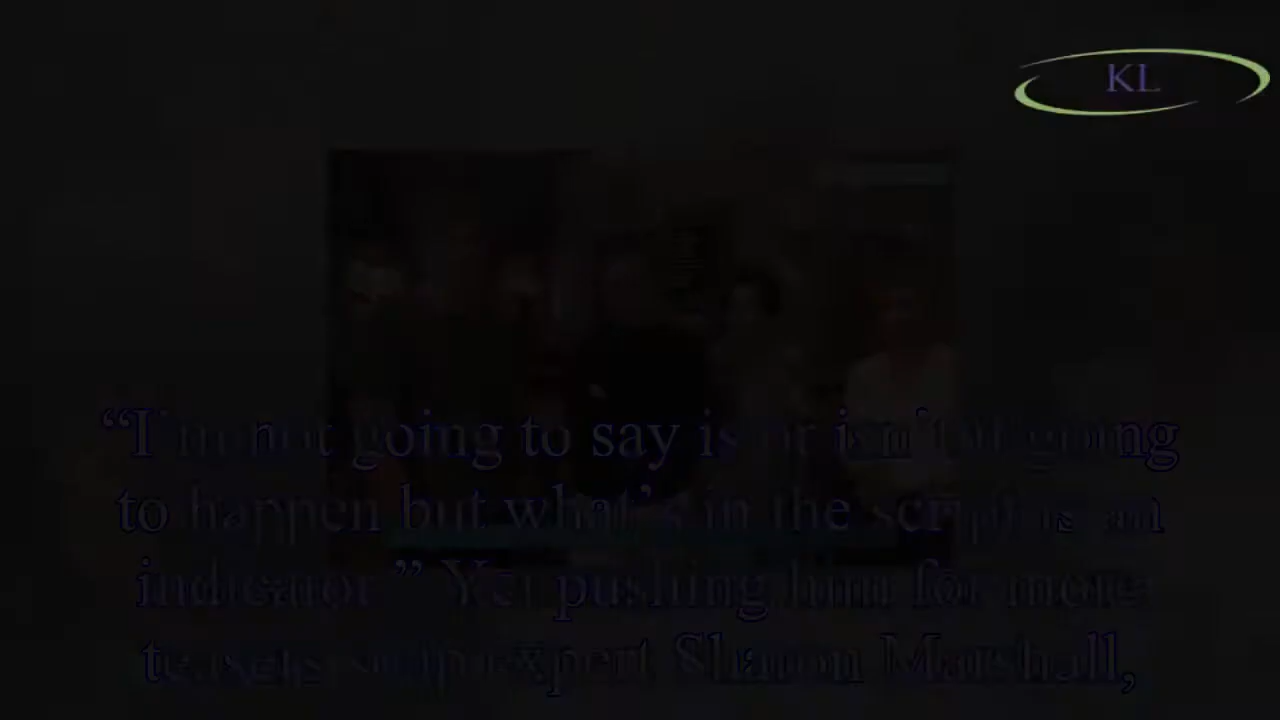 KL
“I’m not going to say is or isn’t it going
to happen but what’s in the script is an
indicator.” Yet pushing him for more
teasers, soap expert Sharon Marshall,